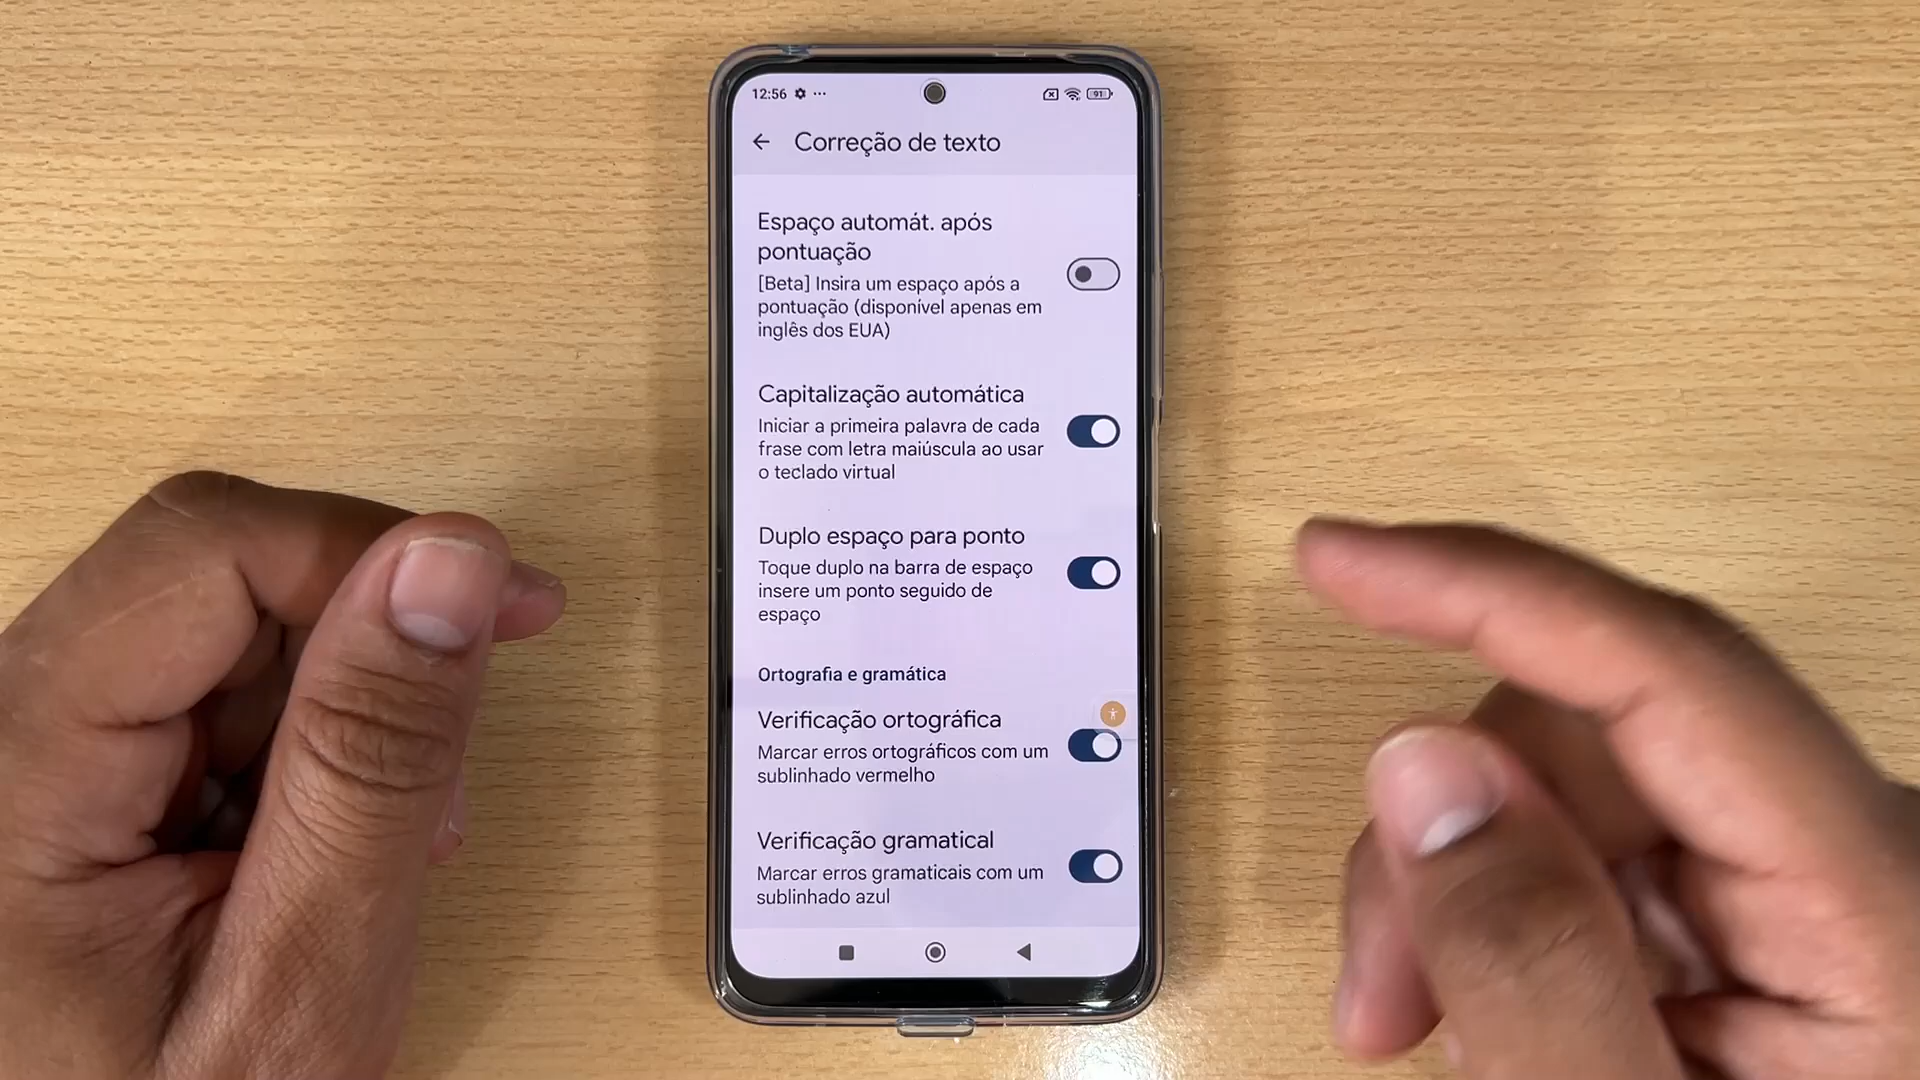 12:56
91
Correção de texto
Espaço automát. após
pontuação
[Beta] Insira um espaço após a
pontuação (disponível apenas em
inglês dos EUA)
Capitalização automática
Iniciar a primeira palavra de cada
frase com letra maiúscula ao usar
o teclado virtual
Duplo espaço para ponto
Toque duplo na barra de espaço
insere um ponto seguido de
espaço
Ortografia e gramática
Verificação ortográfica
Marcar erros ortográficos com um
sublinhado vermelho
Verificação gramatical
Marcar erros gramaticais com um
sublinhado azul